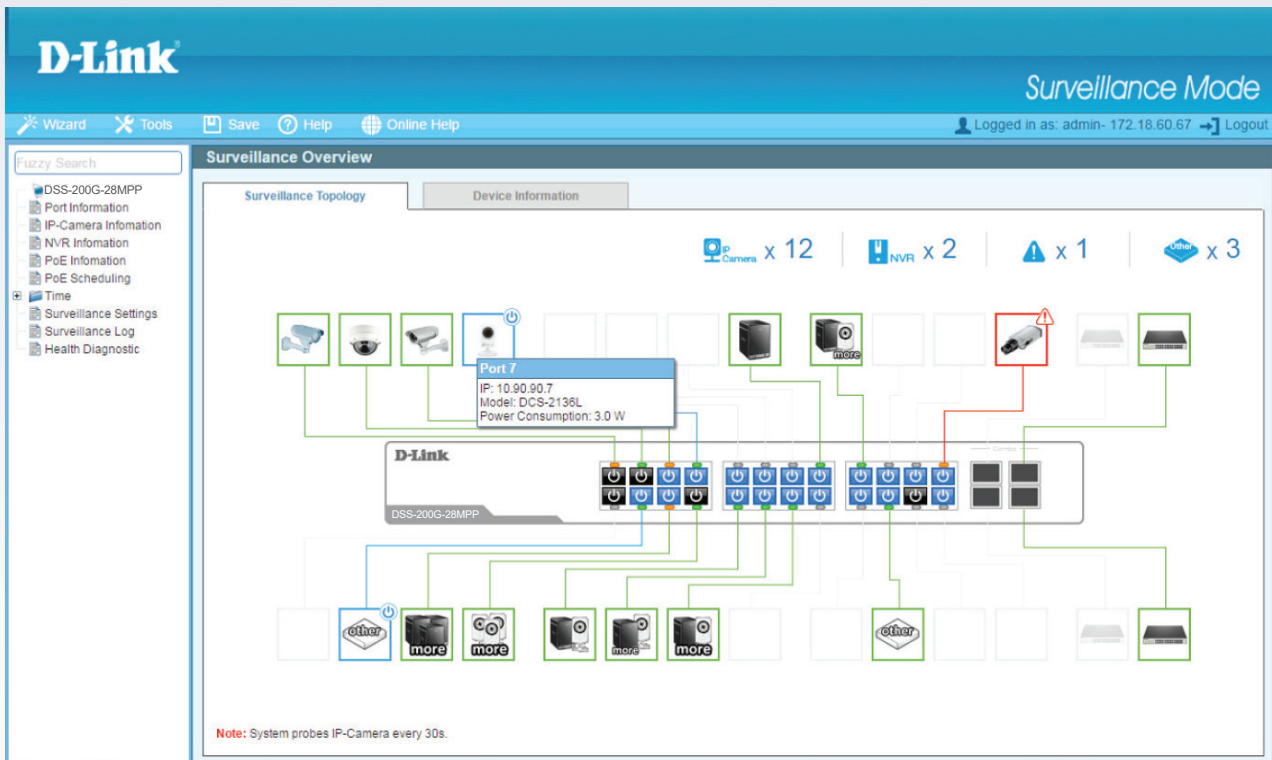 D-Link
Surveillance Mode
Wizard Tools Save ? Help Online Help Logged in as: admin- 172.18.60.67 Logout
Fuzzy Search
DSS-200G-28MPP
Port Information
IP-Camera Infomation
NVR Infomation
PoE Infomation
PoE Scheduling
Time
Surveillance Settings
Surveillance Log
Health Diagnostic
Surveillance Overview
Surveillance Topology Device Information
IP Camera x 12 NVR x 2 x 1 Other x 3
more
Port 7
IP: 10.90.90.7
Model: DCS-2136L
Power Consumption: 3.0 W
D-Link
Combo
DSS-200G-28MPP
other more more more more other
Note: System probes IP-Camera every 30s.